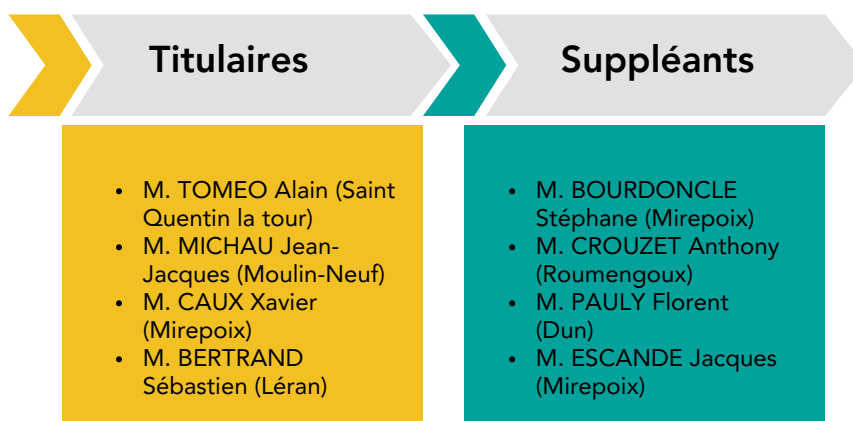 Titulaires
• M. TOMEO Alain (Saint
Quentin la tour)
• M. MICHAU Jean-
Jacques (Moulin-Neuf)
• M. CAUX Xavier
(Mirepoix)
• M. BERTRAND
Sébastien (Léran)
Suppléants
• M. BOURDONCLE
Stéphane (Mirepoix)
• M. CROUZET Anthony
(Roumengoux)
• M. PAULY Florent
(Dun)
• M. ESCANDE Jacques
(Mirepoix)